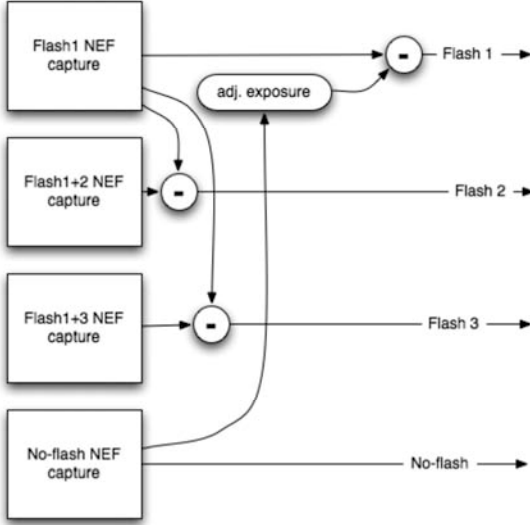 Flash1 NEF
capture
-
Flash 1
adj. exposure
Flash1+2 NEF
capture
-
Flash 2
Flash1+3 NEF
capture
-
Flash 3
No-flash NEF
capture
No-flash